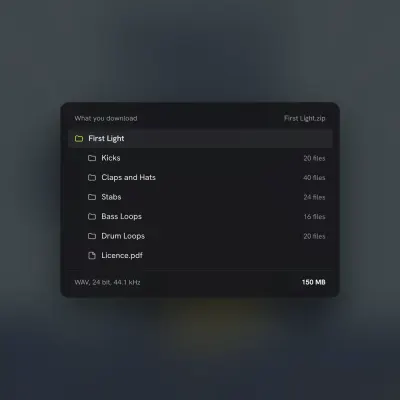 What you download First Light.zip
First Light
Kicks 20 files
Claps and Hats 40 files
Stabs 24 files
Bass Loops 16 files
Drum Loops 20 files
Licence.pdf
WAV, 24 bit, 44.1 kHz 150 MB